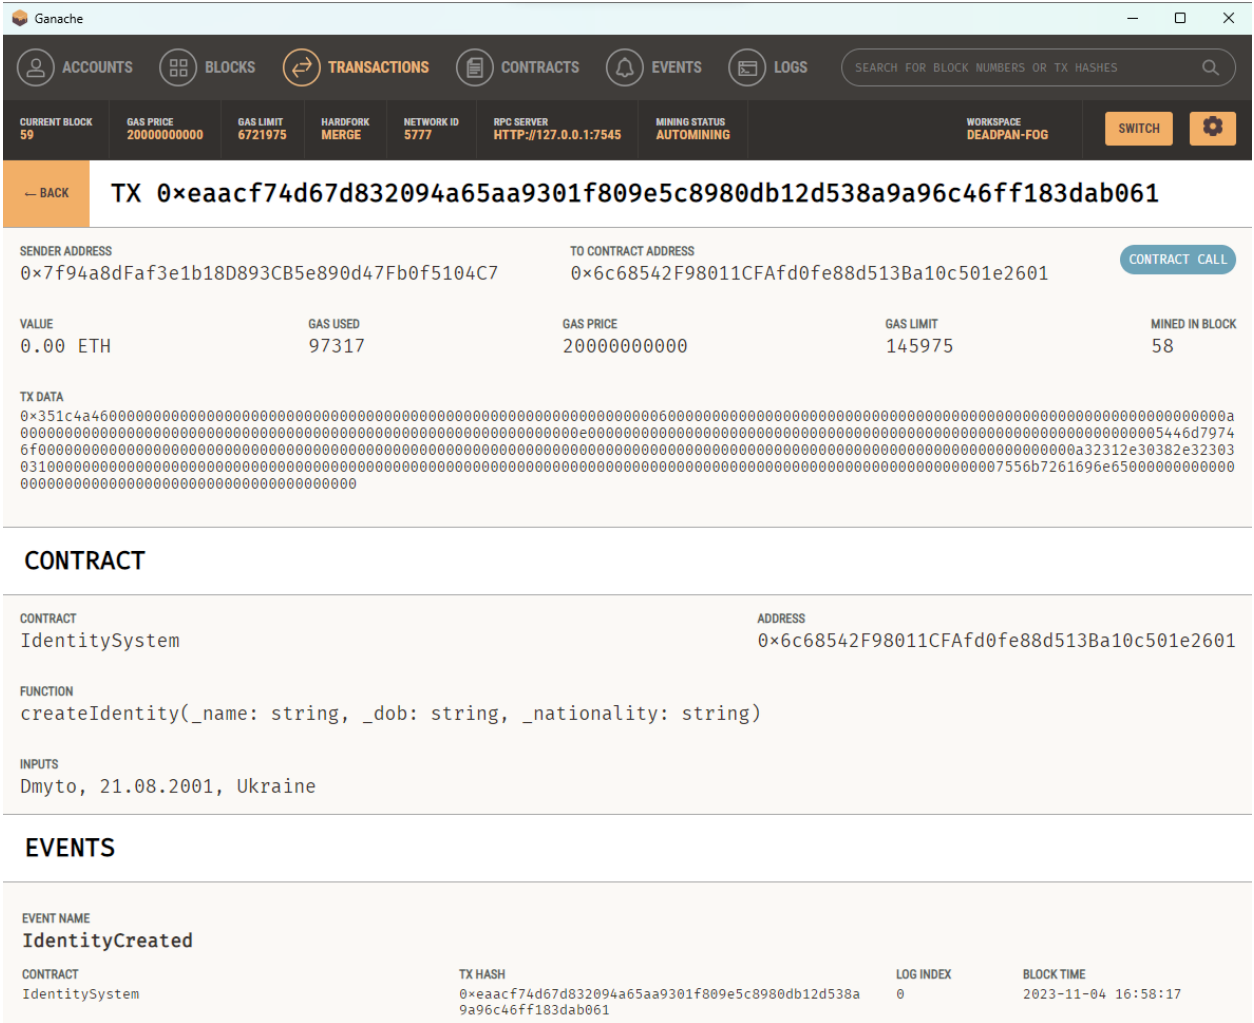 Ganache
ACCOUNTS BLOCKS TRANSACTIONS CONTRACTS EVENTS LOGS SEARCH FOR BLOCK NUMBERS OR TX HASHES
CURRENT BLOCK GAS PRICE GAS LIMIT HARDFORK NETWORK ID RPC SERVER MINING STATUS WORKSPACE
59 20000000000 6721975 MERGE 5777 HTTP://127.0.0.1:7545 AUTOMINING DEADPAN-FOG SWITCH
← BACK TX 0×eaacf74d67d832094a65aa9301f809e5c8980db12d538a9a96c46ff183dab061
SENDER ADDRESS TO CONTRACT ADDRESS
0×7f94a8dFaf3e1b18D893CB5e890d47Fb0f5104C7 0×6c68542F98011CFAfd0fe88d513Ba10c501e2601 CONTRACT CALL
VALUE GAS USED GAS PRICE GAS LIMIT MINED IN BLOCK
0.00 ETH 97317 20000000000 145975 58
TX DATA
0×351c4a46000000000000000000000000000000000000000000000000000000000000006000000000000000000000000000000000000000000000000000000000000000a
000000000000000000000000000000000000000000000000000000000000000e00000000000000000000000000000000000000000000000000000000000000005446d7974
6f000000000000000000000000000000000000000000000000000000000000000000000000000000000000000000000000000000000000000000000a32312e30382e32303
03100000000000000000000000000000000000000000000000000000000000000000000000000000000000000000000000000000000000007556b7261696e65000000000000
00000000000000000000000000000000000000
CONTRACT
CONTRACT ADDRESS
IdentitySystem 0×6c68542F98011CFAfd0fe88d513Ba10c501e2601
FUNCTION
createIdentity(_name: string, _dob: string, _nationality: string)
INPUTS
Dmyto, 21.08.2001, Ukraine
EVENTS
EVENT NAME
IdentityCreated
CONTRACT TX HASH LOG INDEX BLOCK TIME
IdentitySystem 0×eaacf74d67d832094a65aa9301f809e5c8980db12d538a 0 2023-11-04 16:58:17
9a96c46ff183dab061